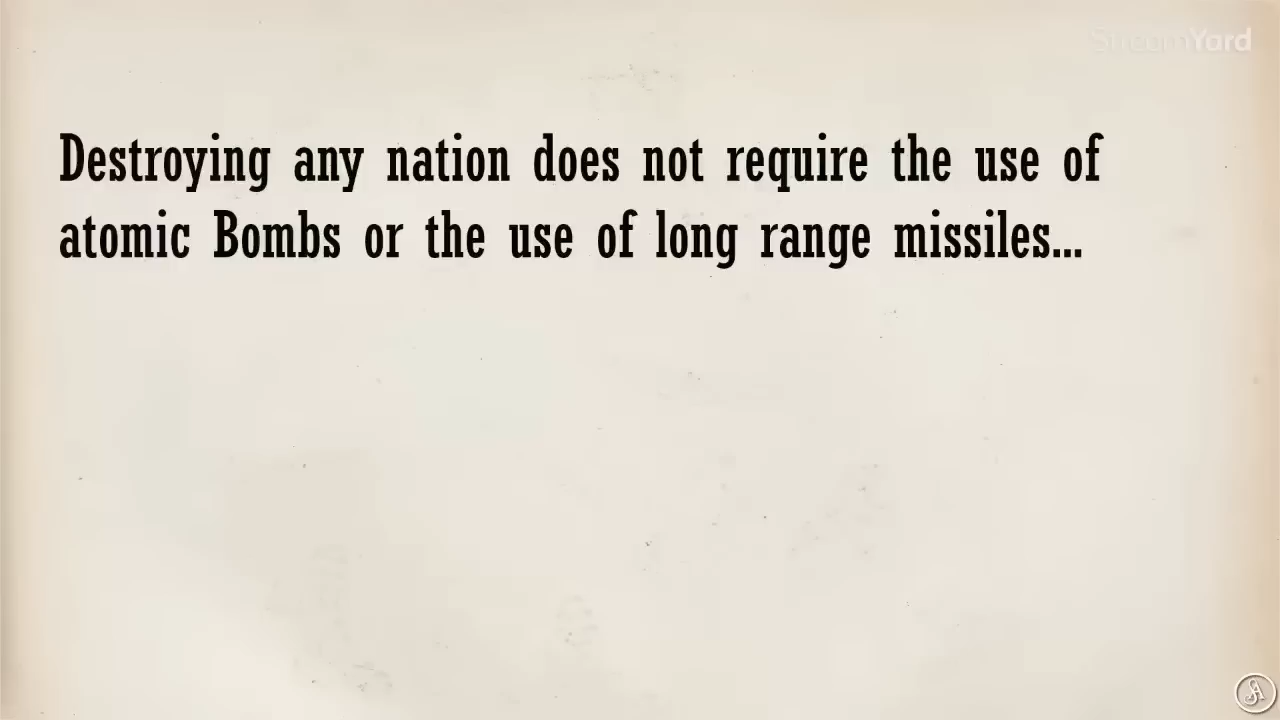 StreamYard
Destroying any nation does not require the use of
atomic Bombs or the use of long range missiles...